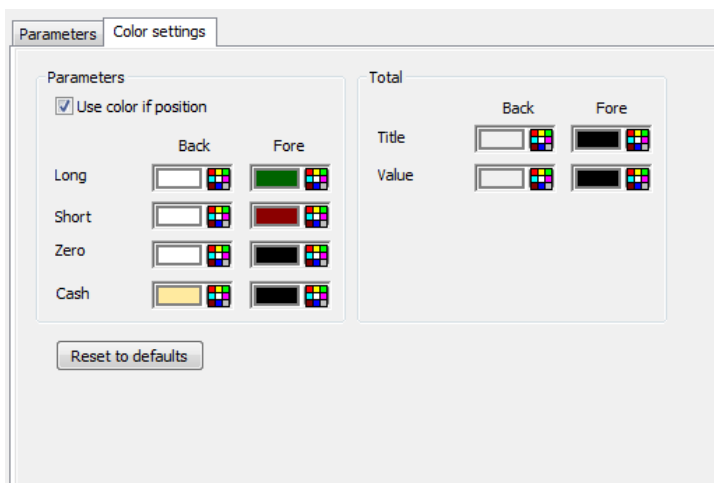 Parameters Color settings
Parameters
Use color if position
Back Fore
Long
Short
Zero
Cash
Total
Back Fore
Title
Value
Reset to defaults